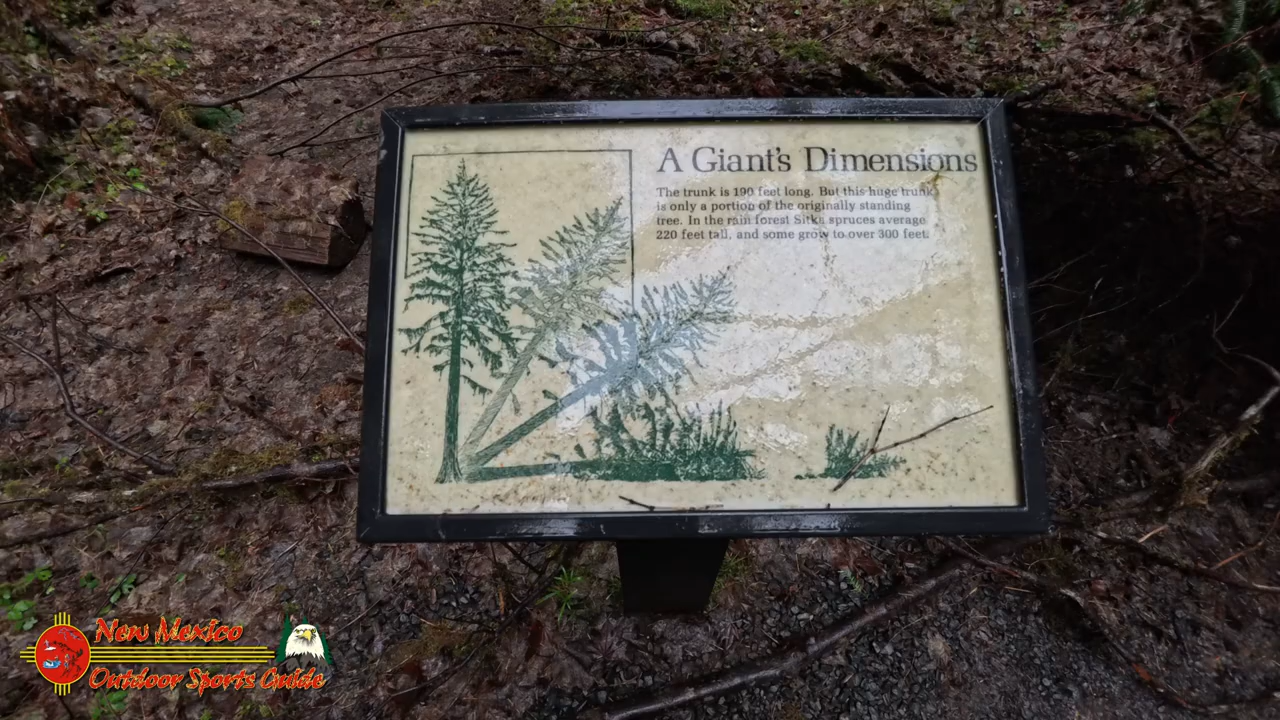 A Giant's Dimensions
The trunk is 190 feet long. But this huge trunk
is only a portion of the originally standing
tree. In the rain forest Sitka spruces average
220 feet tall, and some grow to over 300 feet.
New Mexico
Outdoor Sports Guide